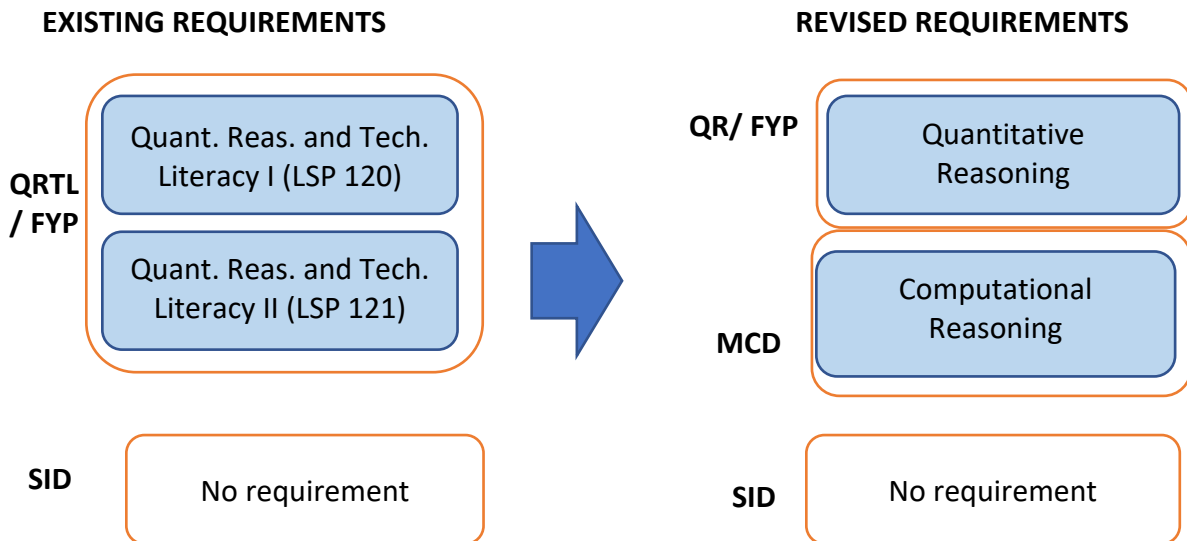 EXISTING REQUIREMENTS
QRTL
/ FYP
Quant. Reas. and Tech.
Literacy I (LSP 120)
Quant. Reas. and Tech.
Literacy II (LSP 121)
SID
No requirement
REVISED REQUIREMENTS
QR/ FYP
Quantitative
Reasoning
MCD
Computational
Reasoning
SID
No requirement